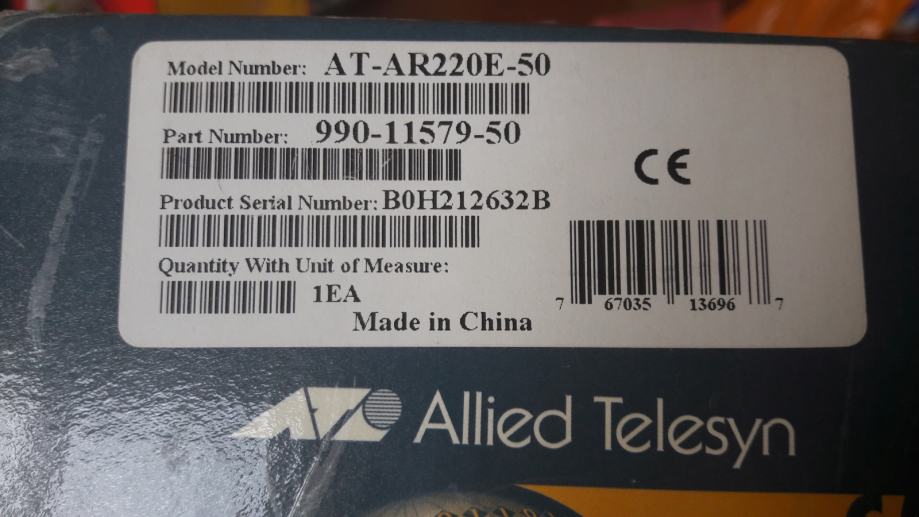 Model Number: AT-AR220E-50
Part Number: 990-11579-50
CE
Product Serial Number: B0H212632B
Quantity With Unit of Measure:
1EA
7 67035 13696 7
Made in China
Allied Telesyn